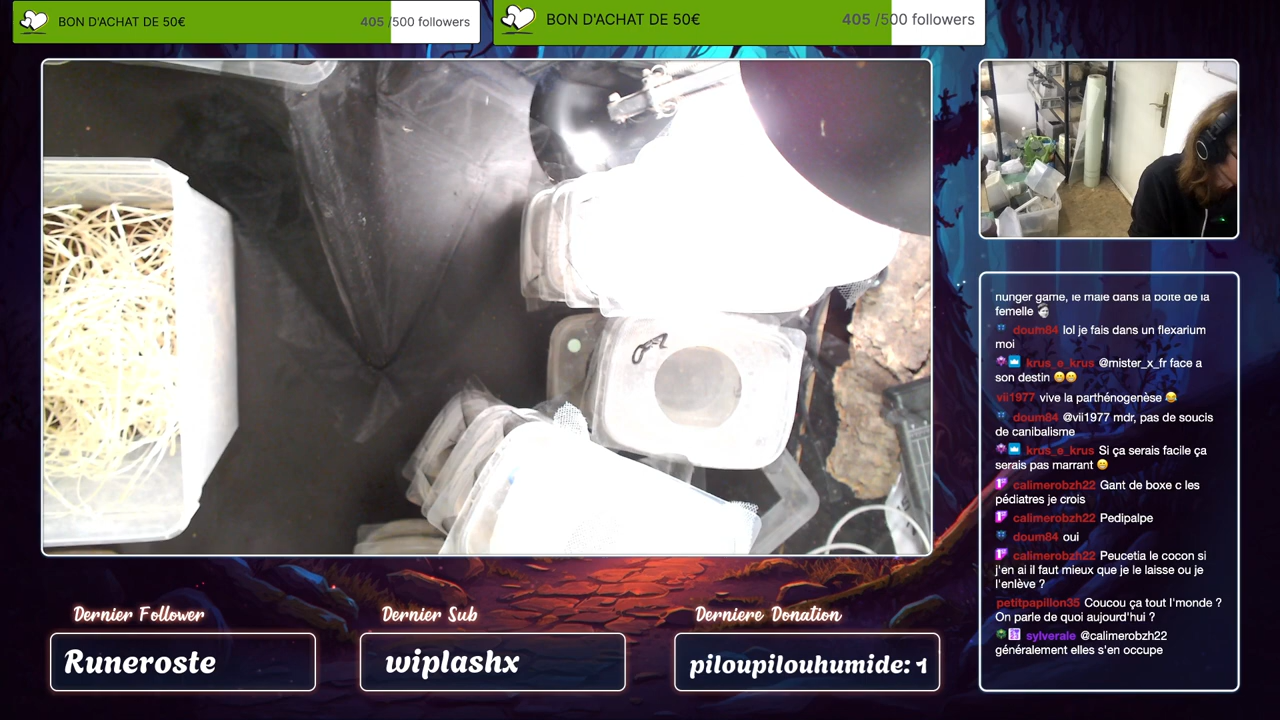 BON D'ACHAT DE 50€ 405 /500 followers
BON D'ACHAT DE 50€ 405 /500 followers
hunger game, le male dans la boîte de la
femelle
doum84 lol je fais dans un flexarium
moi
krus_e_krus @mister_x_fr face a
son destin
vii1977 vive la parthénogenèse
doum84 @vii1977 mdr, pas de soucis
de canibalisme
krus_e_krus Si ça serais facile ça
serais pas marrant
calimerobzh22 Gant de boxe c les
pédiatres je crois
calimerobzh22 Pedipalpe
doum84 oui
calimerobzh22 Peucetia le cocon si
j'en ai il faut mieux que je le laisse ou je
l'enlève ?
petitpapillon35 Coucou ça tout l'monde ?
On parle de quoi aujourd'hui ?
sylverale @calimerobzh22
généralement elles s'en occupe
Dernier Follower
Runeroste
Dernier Sub
wiplashx
Derniere Donation
piloupilouhumide: 1